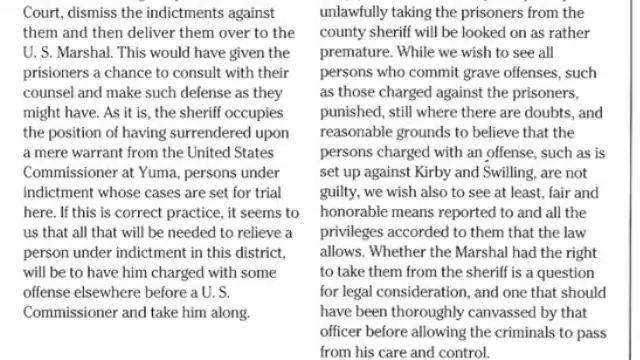 Court, dismiss the indictments against
them and then deliver them over to the
U. S. Marshal. This would have given the
prisioners a chance to consult with their
counsel and make such defense as they
might have. As it is, the sheriff occupies
the position of having surrendered upon
a mere warrant from the United States
Commissioner at Yuma, persons under
indictment whose cases are set for trial
here. If this is correct practice, it seems to
us that all that will be needed to relieve a
person under indictment in this district,
will be to have him charged with some
offense elsewhere before a U. S.
Commissioner and take him along.
unlawfully taking the prisoners from the
county sheriff will be looked on as rather
premature. While we wish to see all
persons who commit grave offenses, such
as those charged against the prisoners,
punished, still where there are doubts, and
reasonable grounds to believe that the
persons charged with an offense, such as is
set up against Kirby and Swilling, are not
guilty, we wish also to see at least, fair and
honorable means reported to and all the
privileges accorded to them that the law
allows. Whether the Marshal had the right
to take them from the sheriff is a question
for legal consideration, and one that should
have been thoroughly canvassed by that
officer before allowing the criminals to pass
from his care and control.